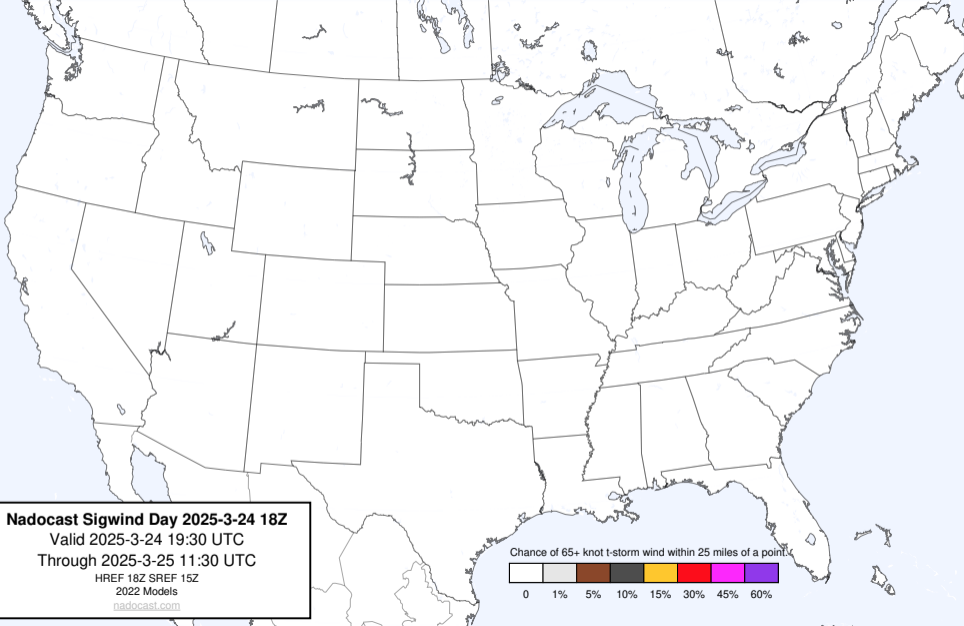 Nadocast Sigwind Day 2025-3-24 18Z
Valid 2025-3-24 19:30 UTC
Through 2025-3-25 11:30 UTC
HREF 18Z SREF 15Z
2022 Models
nadocast.com
Chance of 65+ knot t-storm wind within 25 miles of a point.
0 1% 5% 10% 15% 30% 45% 60%